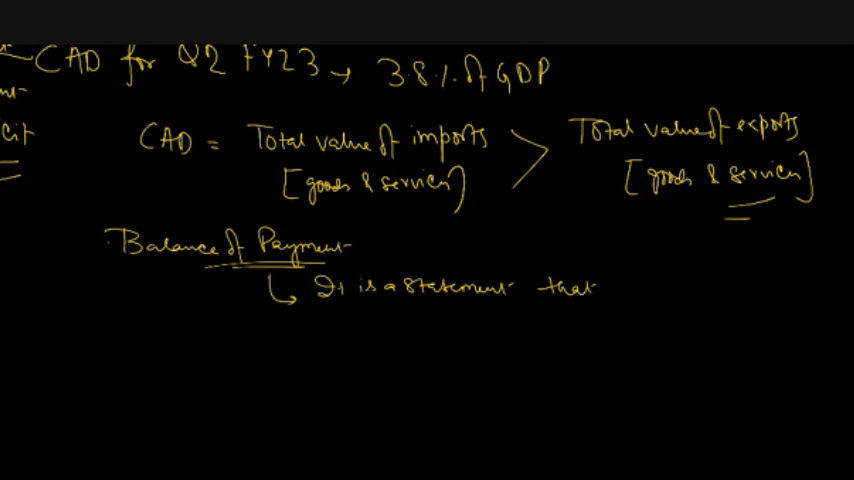 CAD for Q2 FY23 → 3.8% of GDP
cit
CAD = Total value of imports > Total value of exports
[goods & services] [goods & services]
Balance of Payment
↳ It is a statement that